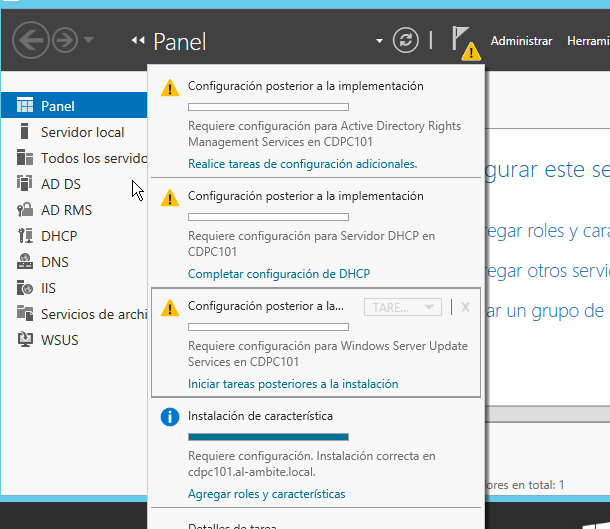 Panel
Administrar
Herrami
Panel
Servidor local
Todos los servido
AD DS
AD RMS
DHCP
DNS
IIS
Servicios de archi
WSUS
Configuración posterior a la implementación
Requiere configuración para Active Directory Rights
Management Services en CDPC101
Realice tareas de configuración adicionales.
Configuración posterior a la implementación
Requiere configuración para Servidor DHCP en
CDPC101
Completar configuración de DHCP
Configuración posterior a la...
TARE...
X
Requiere configuración para Windows Server Update
Services en CDPC101
Iniciar tareas posteriores a la instalación
Instalación de característica
Requiere configuración. Instalación correcta en
cdpc101.al-ambite.local.
Agregar roles y características
Detalles de tarea
gurar este se
egar roles y cara
egar otros servi
ar un grupo de
ores en total: 1